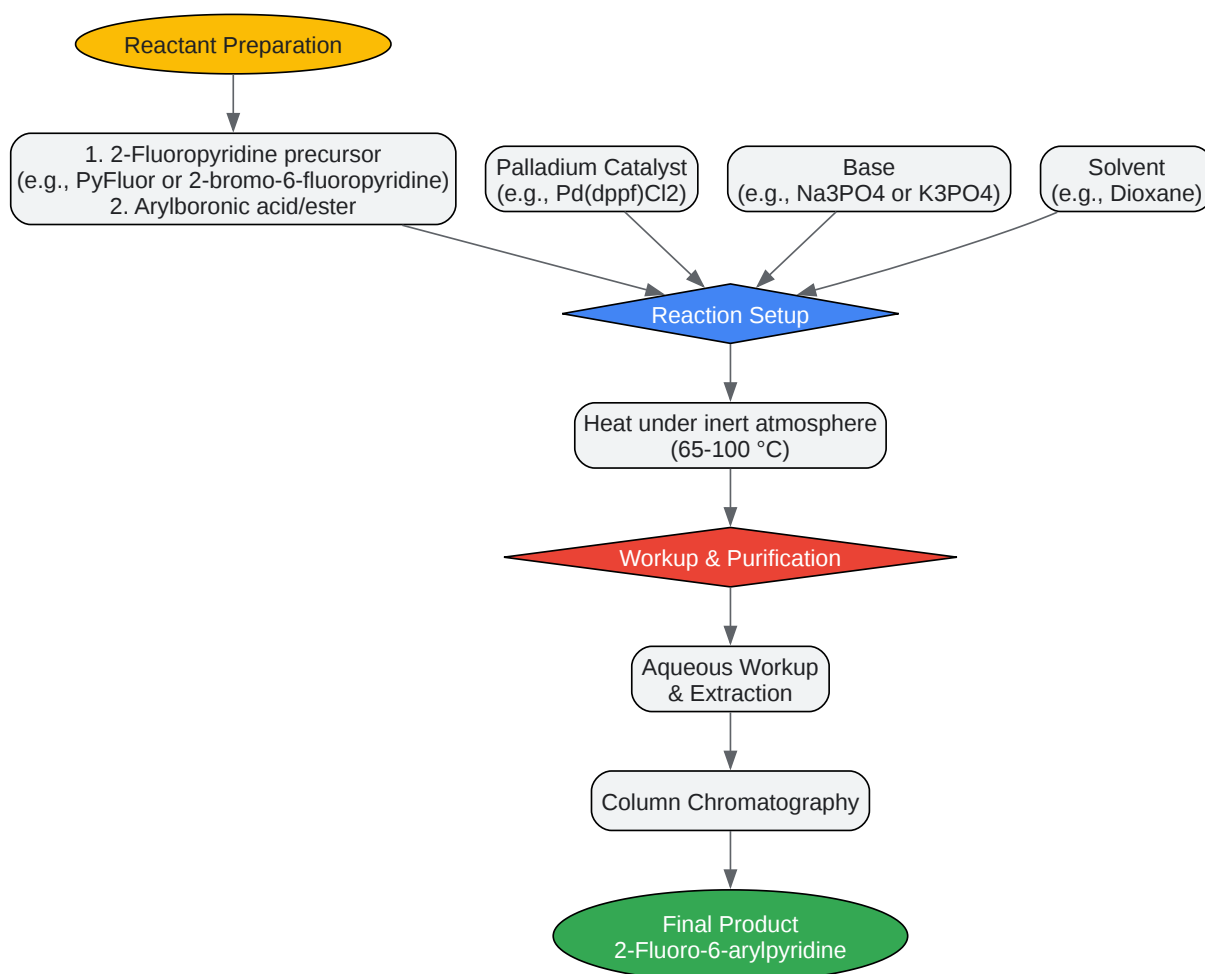 Reactant Preparation
1. 2-Fluoropyridine precursor
(e.g., PyFluor or 2-bromo-6-fluoropyridine)
2. Arylboronic acid/ester
Palladium Catalyst
(e.g., Pd(dppf)Cl2)
Base
(e.g., Na3PO4 or K3PO4)
Solvent
(e.g., Dioxane)
Reaction Setup
Heat under inert atmosphere
(65-100 °C)
Workup & Purification
Aqueous Workup
& Extraction
Column Chromatography
Final Product
2-Fluoro-6-arylpyridine